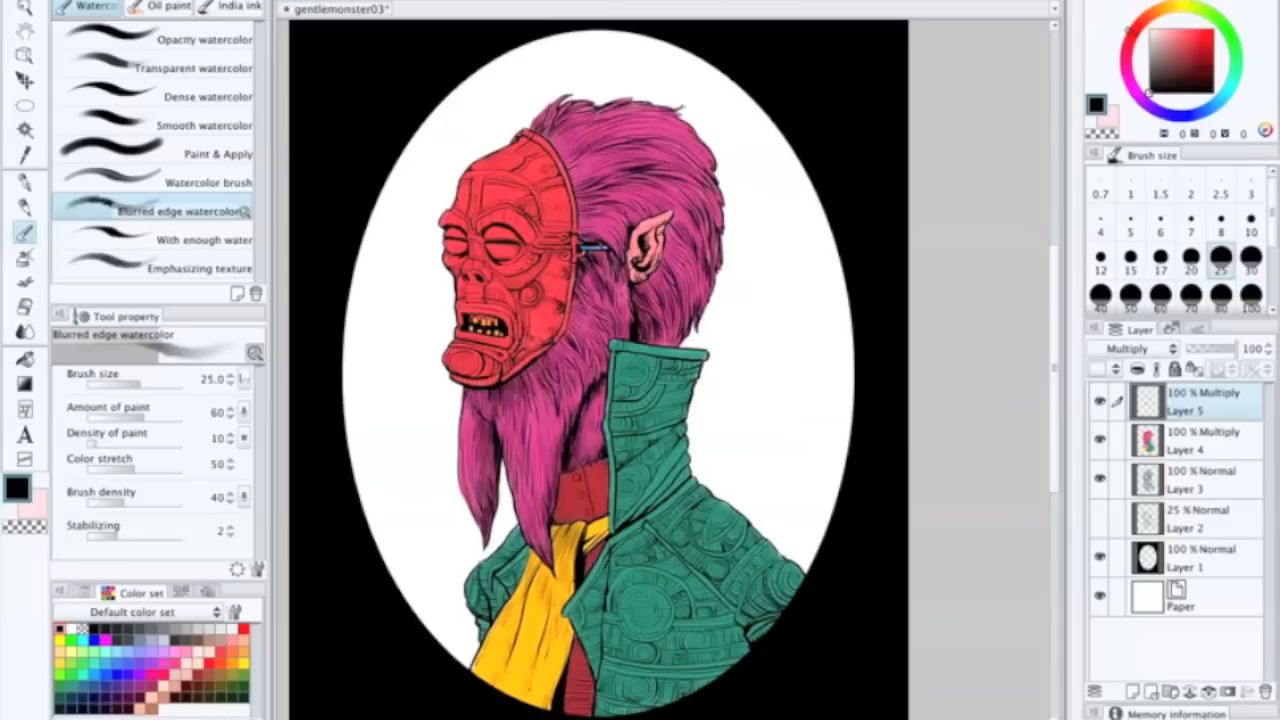 Waterco
Oil paint
India ink
Opacity watercolor
Transparent watercolor
Dense watercolor
Smooth watercolor
Paint & Apply
Watercolor brush
Blurred edge watercolor
With enough water
Emphasizing texture
Tool property
Blurred edge watercolor
Brush size 25.0
Amount of paint 60
Density of paint 10
Color stretch 50
Brush density 40
Stabilizing 2
Color set
Default color set
gentlemonster03*
0 0 0
Brush size
0.7 1 1.5 2 2.5 3
4 5 6 7 8 10
12 15 17 20 25 30
40 50 60 70 80 100
Layer
Multiply 100
100 % Multiply
Layer 5
100 % Multiply
Layer 4
100 % Normal
Layer 3
25 % Normal
Layer 2
100 % Normal
Layer 1
Paper
Memory information
A